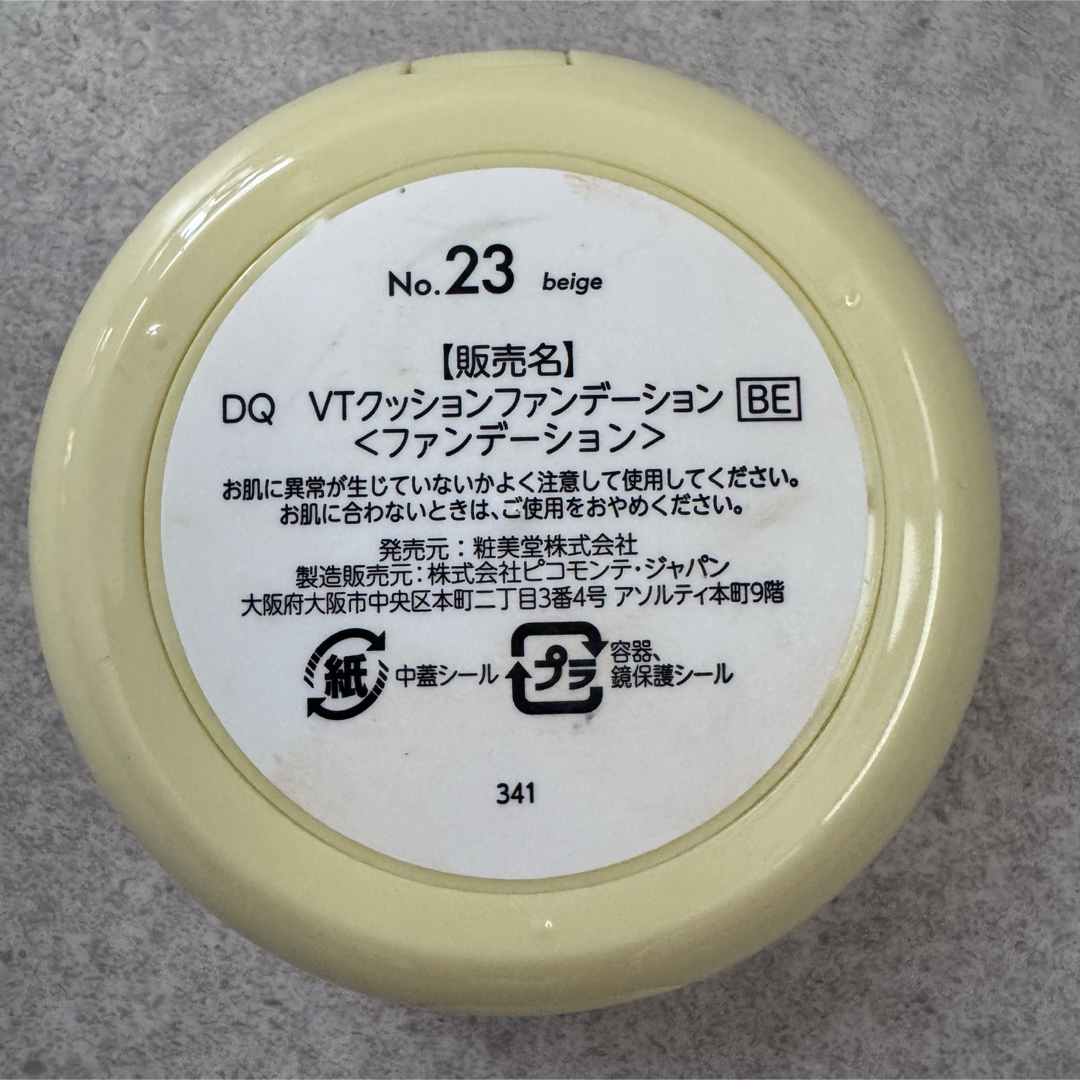 No.23 beige
【販売名】
DQ VTクッションファンデーション BE
<ファンデーション>
お肌に異常が生じていないかよく注意して使用してください。
お肌に合わないときは、ご使用をおやめください。
発売元：粧美堂株式会社
製造販売元：株式会社ピコモンテ・ジャパン
大阪府大阪市中央区本町二丁目3番4号 アソルティ本町9階
紙 中蓋シール プラ 容器、
鏡保護シール
341